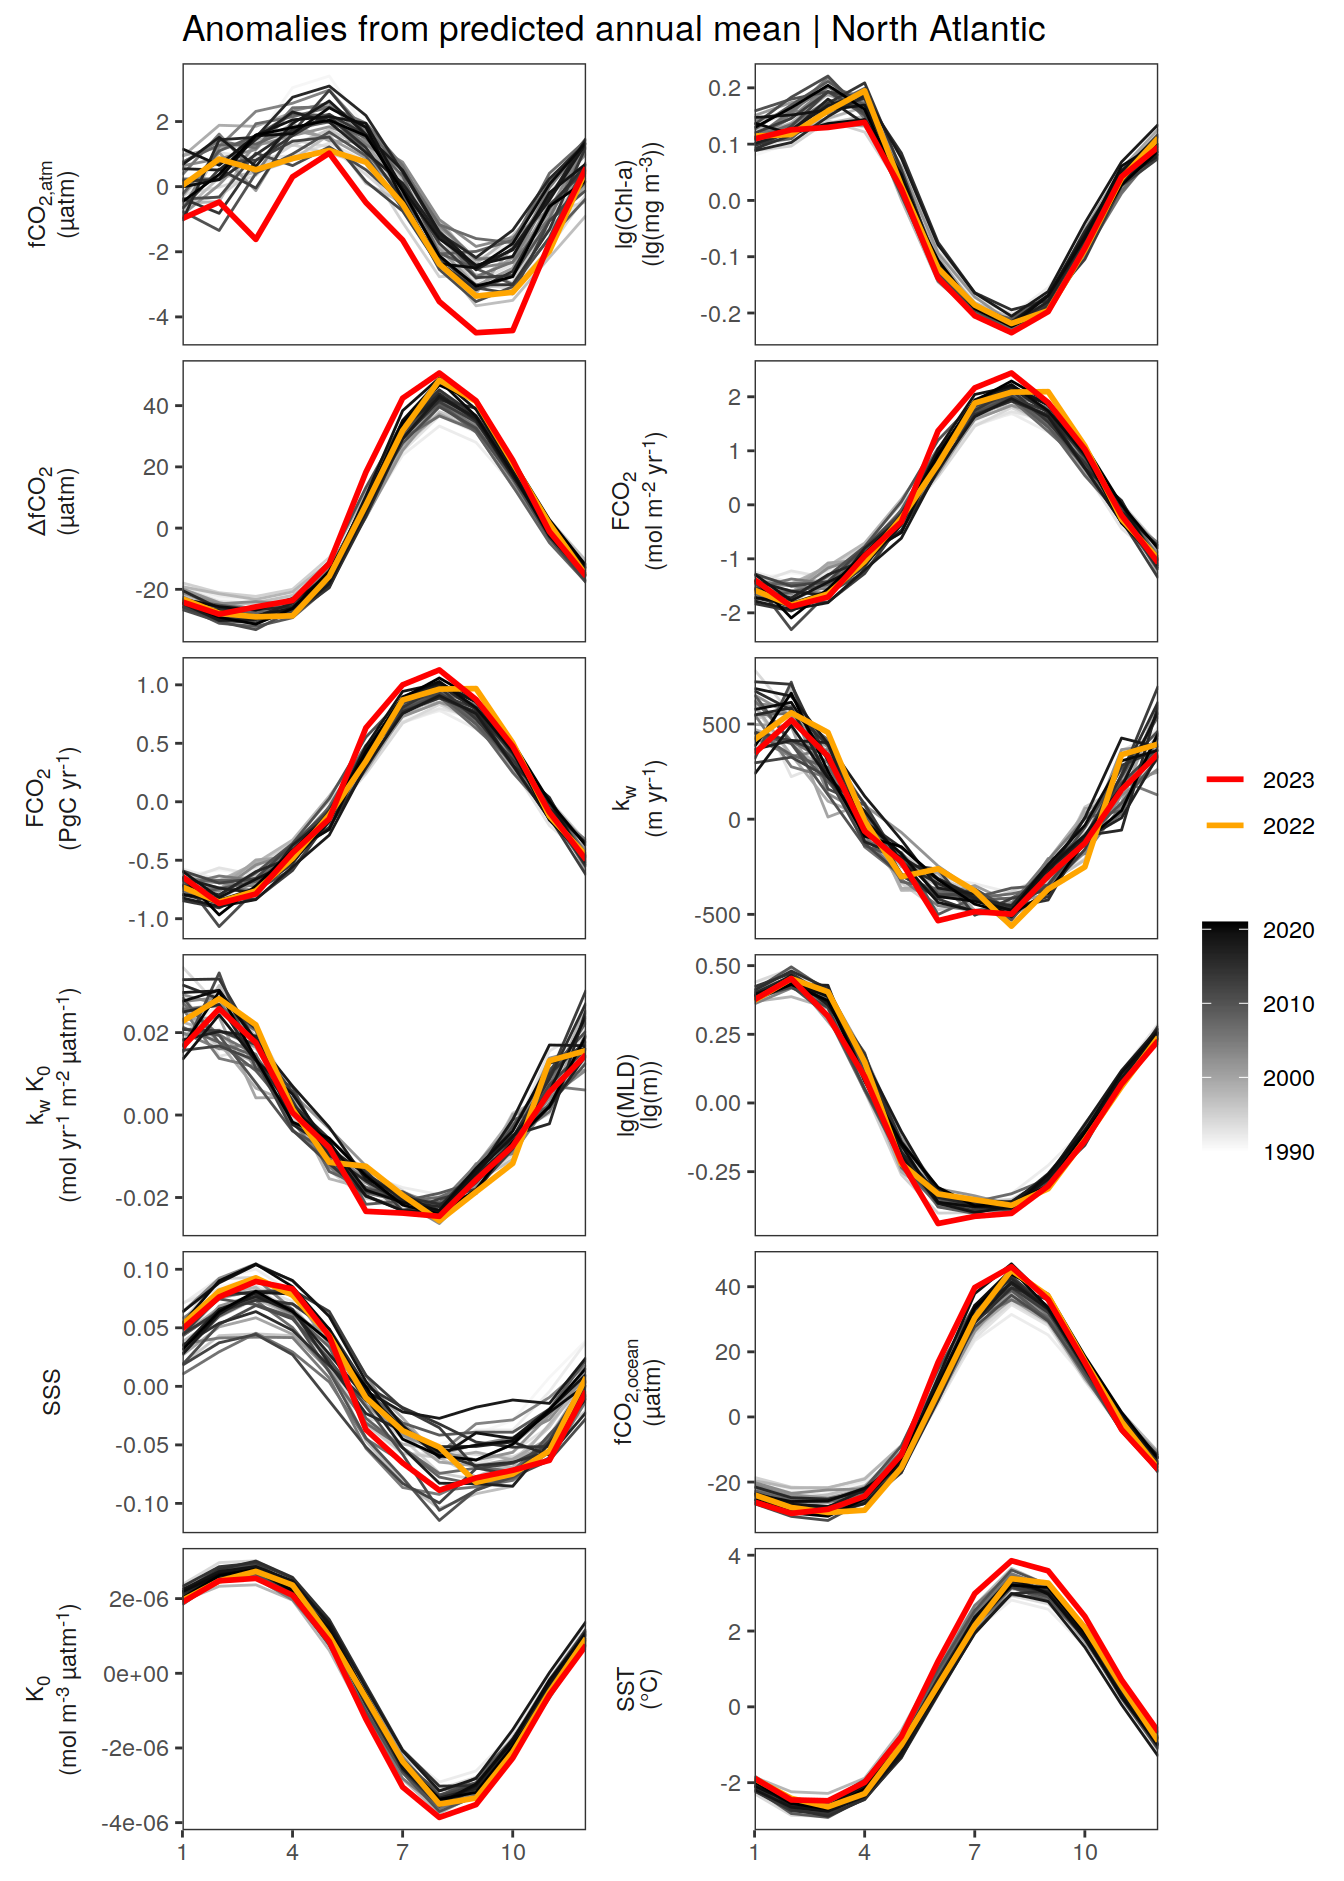 Anomalies from predicted annual mean | North Atlantic
fCO2,atm
(µatm)
2
0
-2
-4
lg(Chl-a)
(lg(mg m-3))
0.2
0.1
0.0
-0.1
-0.2
ΔfCO2
(µatm)
40
20
0
-20
FCO2
(mol m-2 yr-1)
2
1
0
-1
-2
FCO2
(PgC yr-1)
1.0
0.5
0.0
-0.5
-1.0
kw
(m yr-1)
500
0
-500
kw K0
(mol yr-1 m-2 µatm-1)
0.02
0.00
-0.02
lg(MLD)
(lg(m))
0.50
0.25
0.00
-0.25
SSS
0.10
0.05
0.00
-0.05
-0.10
fCO2,ocean
(µatm)
40
20
0
-20
K0
(mol m-3 µatm-1)
2e-06
0e+00
-2e-06
-4e-06
1 4 7 10
SST
(°C)
4
2
0
-2
1 4 7 10
2023
2022
2020
2010
2000
1990